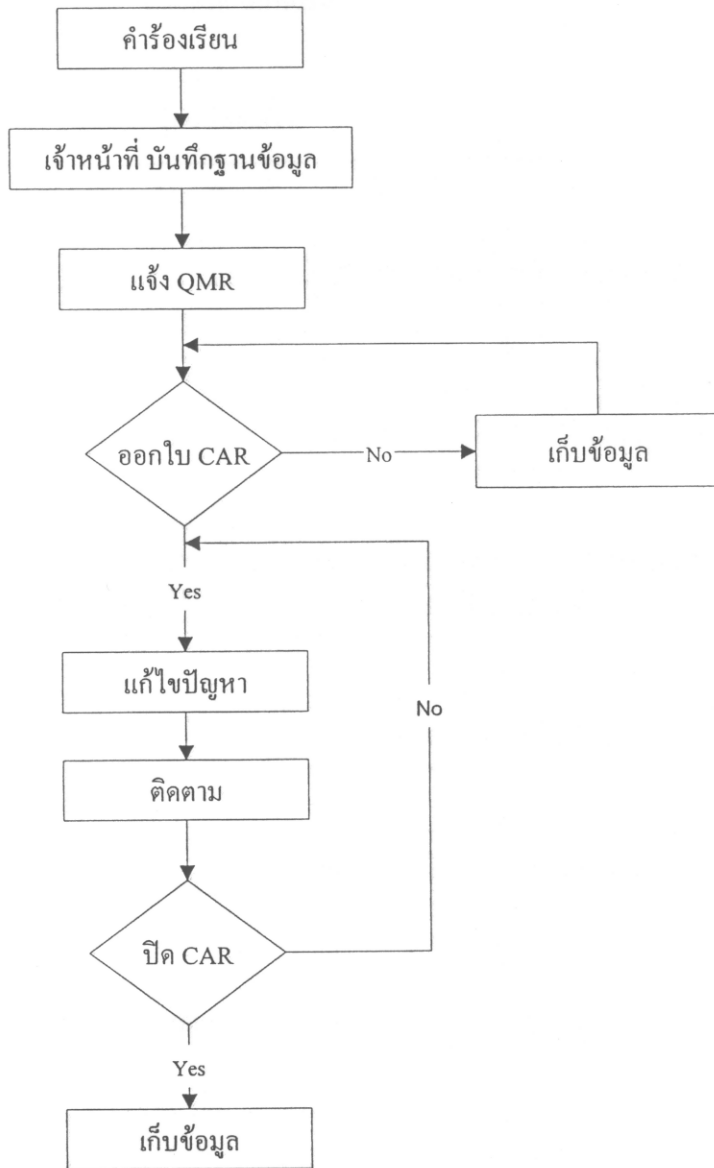 คำร้องเรียน
เจ้าหน้าที่ บันทึกฐานข้อมูล
แจ้ง QMR
ออกใบ CAR
No
เก็บข้อมูล
Yes
แก้ไขปัญหา
No
ติดตาม
ปิด CAR
Yes
เก็บข้อมูล